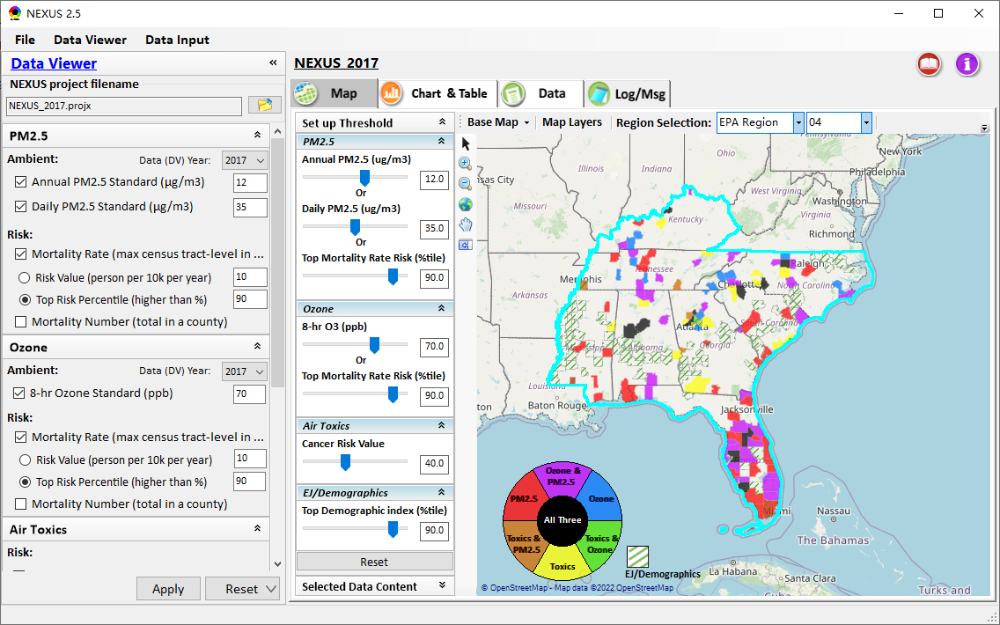 NEXUS 2.5
File Data Viewer Data Input
Data Viewer «
NEXUS project filename
NEXUS_2017.projx
PM2.5
Ambient: Data (DV) Year: 2017
Annual PM2.5 Standard (µg/m3) 12
Daily PM2.5 Standard (µg/m3) 35
Risk:
Mortality Rate (max census tract-level in ...
Risk Value (person per 10k per year) 10
Top Risk Percentile (higher than %) 90
Mortality Number (total in a county)
Ozone
Ambient: Data (DV) Year: 2017
8-hr Ozone Standard (ppb) 70
Risk:
Mortality Rate (max census tract-level in ...
Risk Value (person per 10k per year) 10
Top Risk Percentile (higher than %) 90
Mortality Number (total in a county)
Air Toxics
Risk:
Apply Reset
NEXUS_2017
Map Chart & Table Data Log/Msg
Set up Threshold
PM2.5
Annual PM2.5 (ug/m3)
12.0
Or
Daily PM2.5 (ug/m3)
35.0
Or
Top Mortality Rate Risk (%tile)
90.0
Ozone
8-hr O3 (ppb)
70.0
Or
Top Mortality Rate Risk (%tile)
90.0
Air Toxics
Cancer Risk Value
40.0
EJ/Demographics
Top Demographic index (%tile)
90.0
Reset
Selected Data Content
Base Map Map Layers Region Selection: EPA Region 04
Pennsylvania
New York
Ohio
Illinois Indiana
Philadelphia
sas City
West Virginia
Washington
Missouri
Kentucky
Virginia
Richmond
Raleigh
Tennessee
Memphis
Charlotte
North Carolina
Arkansas
Atlanta
South Carolina
Mississippi
Alabama
Georgia
Louisiana
ton
Baton Rouge
Jacksonville
Florida
Miami
Nassau
The Bahamas
La Habana
Santa Clara
Cuba
Turks and
Ozone &
PM2.5
PM2.5
Ozone
All Three
Toxics &
PM2.5
Toxics &
Ozone
Toxics
EJ/Demographics
© OpenStreetMap - Map data ©2022 OpenStreetMap